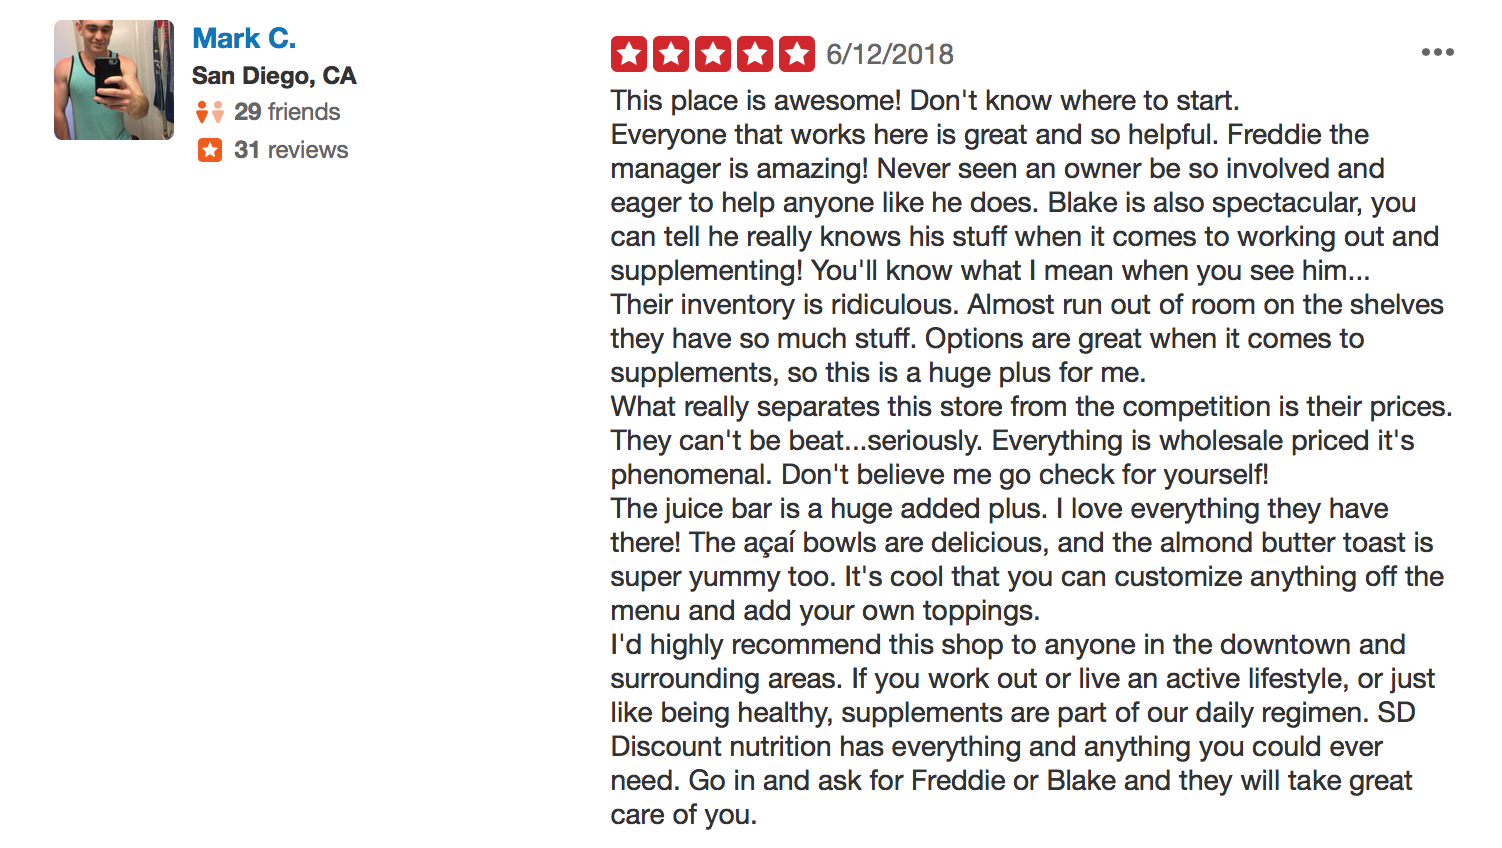 Mark C.
San Diego, CA
29 friends
31 reviews
6/12/2018
This place is awesome! Don't know where to start.
Everyone that works here is great and so helpful. Freddie the
manager is amazing! Never seen an owner be so involved and
eager to help anyone like he does. Blake is also spectacular, you
can tell he really knows his stuff when it comes to working out and
supplementing! You'll know what I mean when you see him...
Their inventory is ridiculous. Almost run out of room on the shelves
they have so much stuff. Options are great when it comes to
supplements, so this is a huge plus for me.
What really separates this store from the competition is their prices.
They can't be beat...seriously. Everything is wholesale priced it's
phenomenal. Don't believe me go check for yourself!
The juice bar is a huge added plus. I love everything they have
there! The açaí bowls are delicious, and the almond butter toast is
super yummy too. It's cool that you can customize anything off the
menu and add your own toppings.
I'd highly recommend this shop to anyone in the downtown and
surrounding areas. If you work out or live an active lifestyle, or just
like being healthy, supplements are part of our daily regimen. SD
Discount nutrition has everything and anything you could ever
need. Go in and ask for Freddie or Blake and they will take great
care of you.